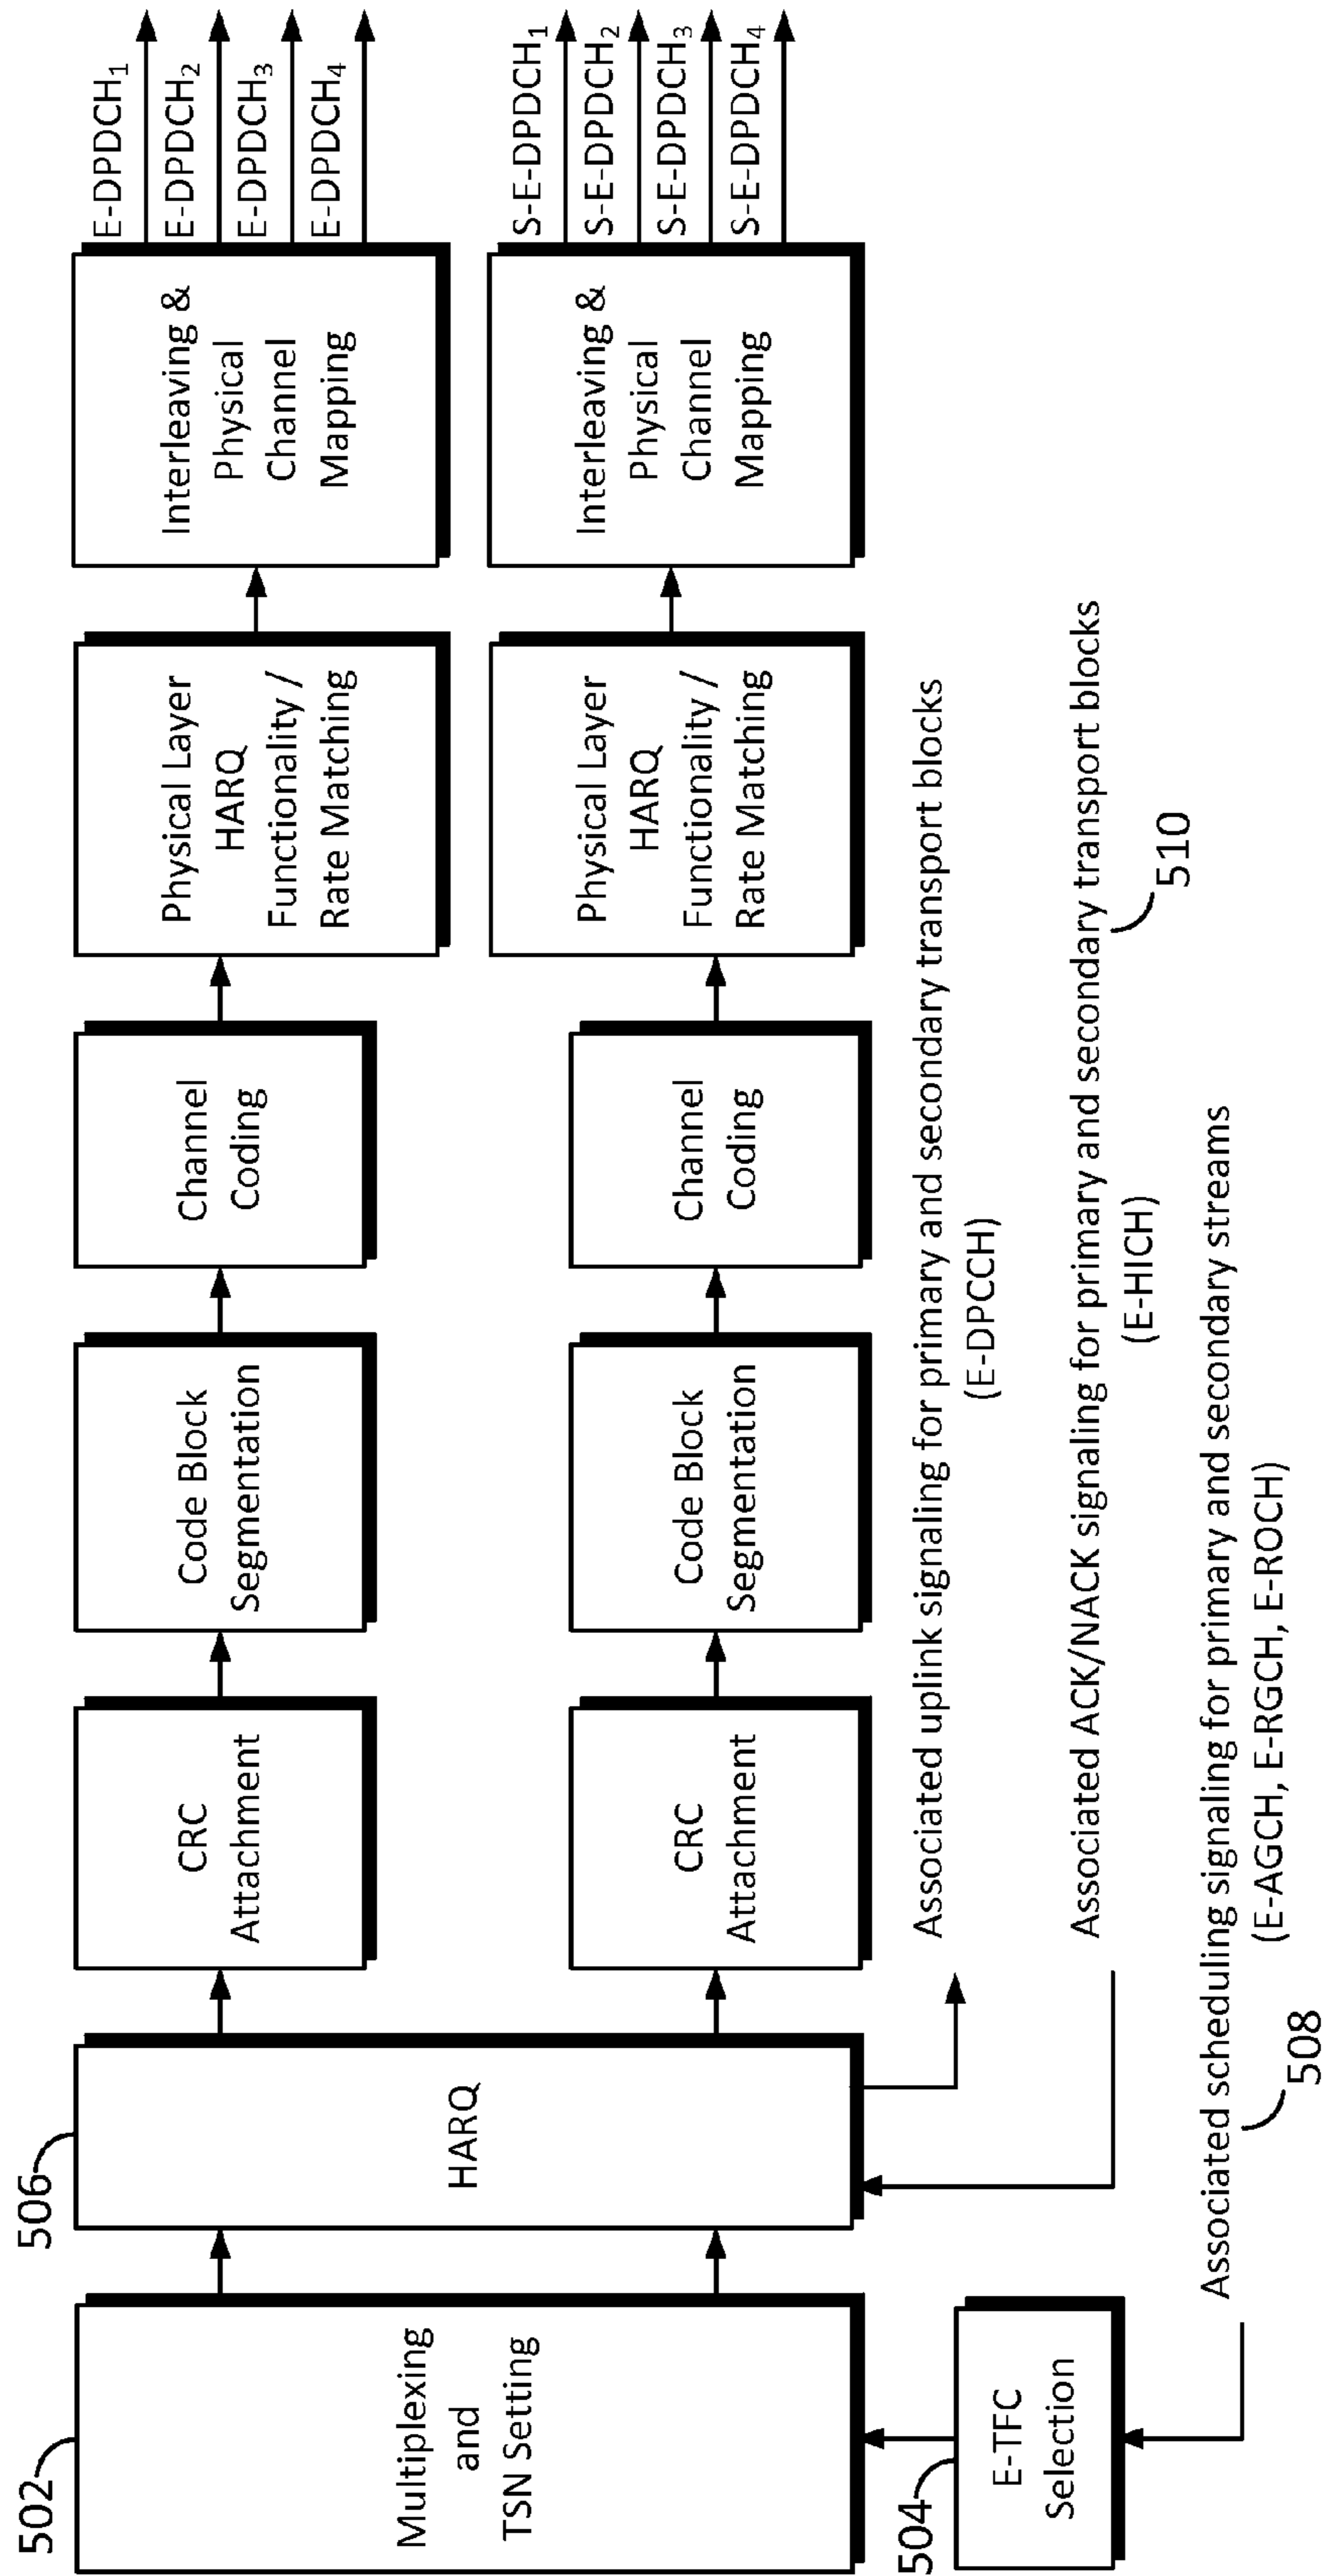 502
Multiplexing
and
TSN Setting
504
E-TFC
Selection
506
HARQ
CRC
Attachment
Code Block
Segmentation
Channel
Coding
Physical Layer
HARQ
Functionality /
Rate Matching
Interleaving &
Physical
Channel
Mapping
E-DPDCH₁
E-DPDCH₂
E-DPDCH₃
E-DPDCH₄
CRC
Attachment
Code Block
Segmentation
Channel
Coding
Physical Layer
HARQ
Functionality /
Rate Matching
Interleaving &
Physical
Channel
Mapping
S-E-DPDCH₁
S-E-DPDCH₂
S-E-DPDCH₃
S-E-DPDCH₄
Associated uplink signaling for primary and secondary transport blocks
(E-DPCCH)
Associated ACK/NACK signaling for primary and secondary transport blocks
(E-HICH)
510
Associated scheduling signaling for primary and secondary streams
(E-AGCH, E-RGCH, E-ROCH)
508